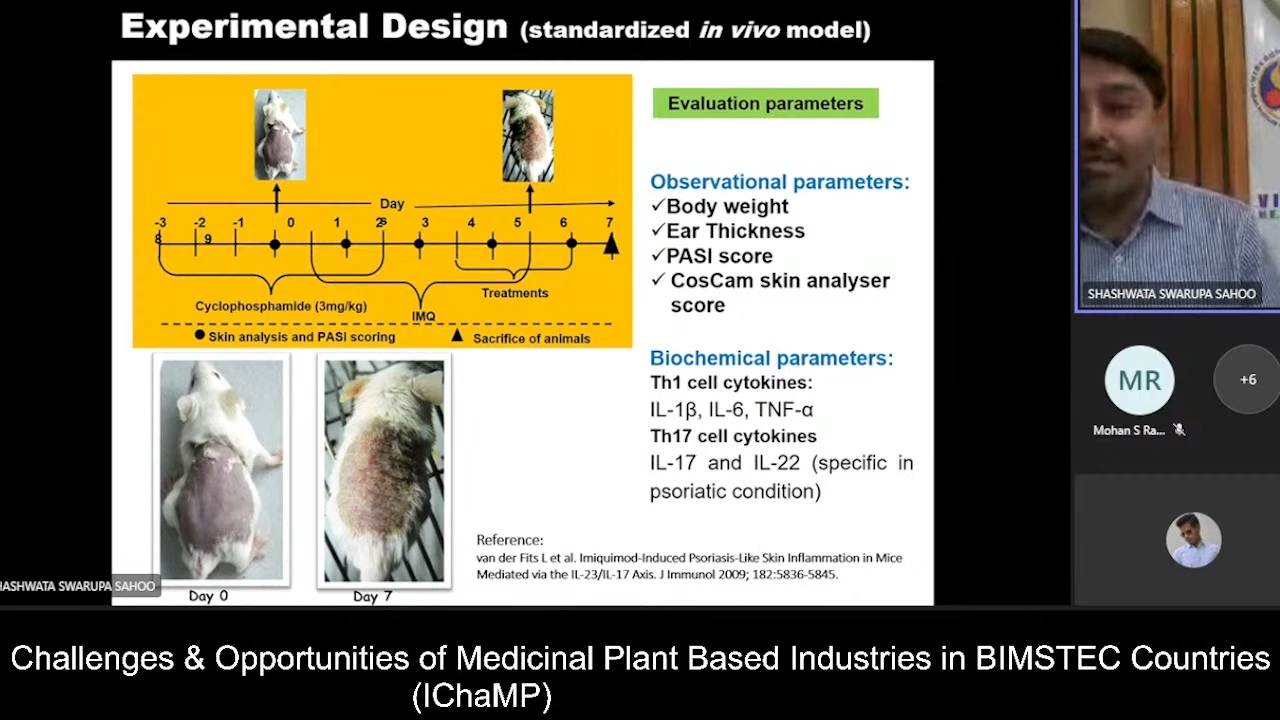 Experimental Design (standardized in vivo model)
Day
-3 -2 -1 0 1 2 3 4 5 6 7
8 9
Cyclophosphamide (3mg/kg)
IMQ
Treatments
Skin analysis and PASI scoring
Sacrifice of animals
Day 0
Day 7
Evaluation parameters
Observational parameters:
✓Body weight
✓Ear Thickness
✓PASI score
✓ CosCam skin analyser
score
Biochemical parameters:
Th1 cell cytokines:
IL-1β, IL-6, TNF-α
Th17 cell cytokines
IL-17 and IL-22 (specific in
psoriatic condition)
Reference:
van der Fits L et al. Imiquimod-Induced Psoriasis-Like Skin Inflammation in Mice
Mediated via the IL-23/IL-17 Axis. J Immunol 2009; 182:5836-5845.
HASHWATA SWARUPA SAHOO
SHASHWATA SWARUPA SAHOO
MR
+6
Mohan S Ra...
Challenges & Opportunities of Medicinal Plant Based Industries in BIMSTEC Countries
(IChaMP)